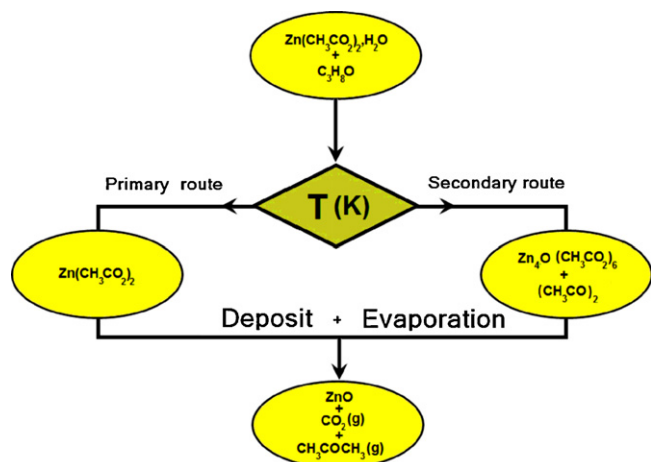 Zn(CH₃CO₂)₂,H₂O
+
C₃H₈O
Primary route
Secondary route
T (K)
Zn(CH₃CO₂)₂
Zn₄O (CH₃CO₂)₆
+
(CH₃CO)₂
Deposit + Evaporation
ZnO
+
CO₂(g)
+
CH₃COCH₃(g)